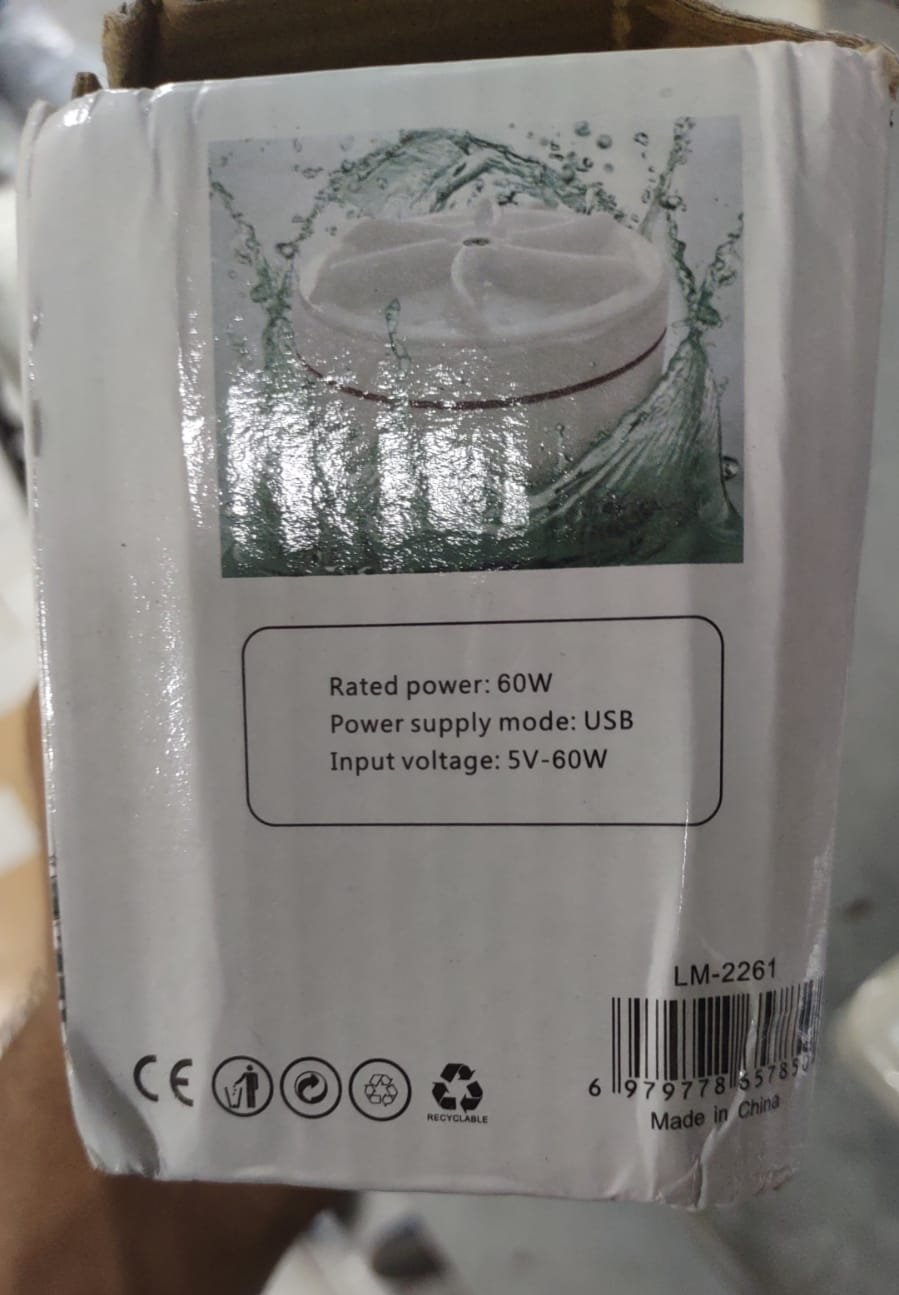 Rated power: 60W
Power supply mode: USB
Input voltage: 5V-60W
LM-2261
CE
RECYCLABLE
Made in China